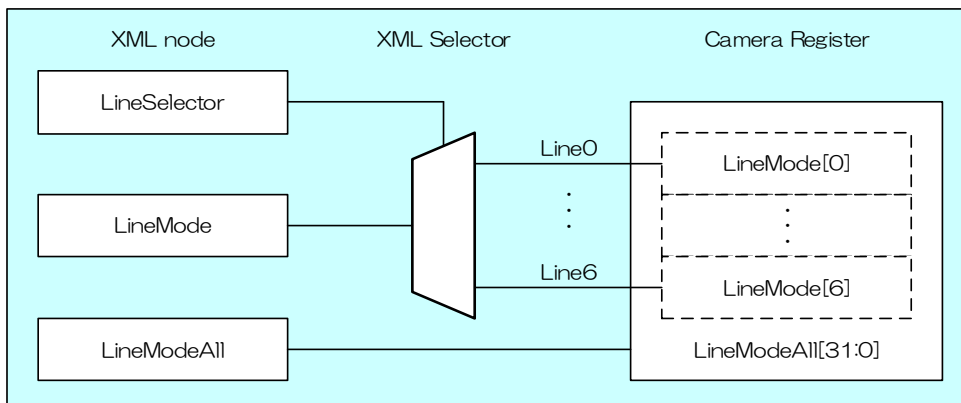 XML node
XML Selector
Camera Register
LineSelector
Line0
LineMode[0]
LineMode
Line6
LineMode[6]
LineModeAll
LineModeAll[31:0]